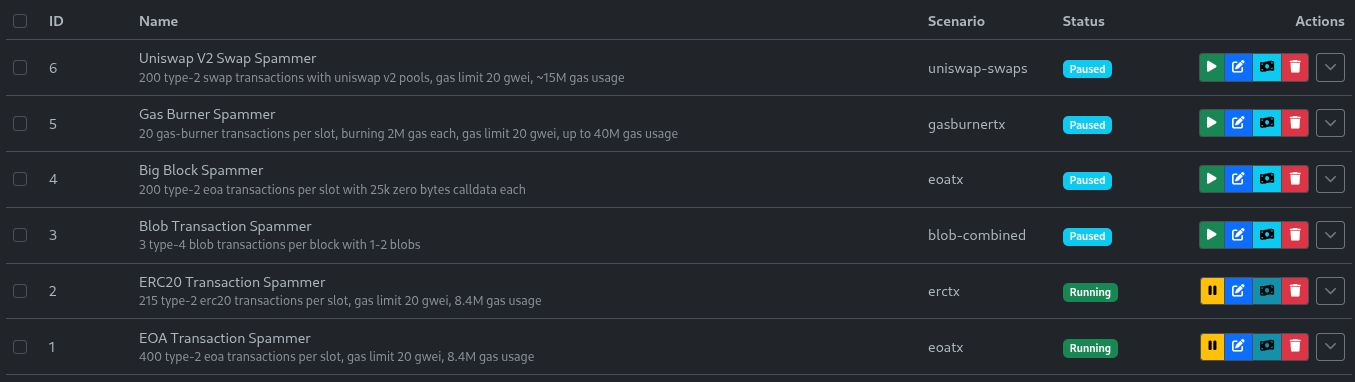 ID Name Scenario Status Actions
6 Uniswap V2 Swap Spammer uniswap-swaps Paused
200 type-2 swap transactions with uniswap v2 pools, gas limit 20 gwei, ~15M gas usage
5 Gas Burner Spammer gasburnertx Paused
20 gas-burner transactions per slot, burning 2M gas each, gas limit 20 gwei, up to 40M gas usage
4 Big Block Spammer eoatx Paused
200 type-2 eoa transactions per slot with 25k zero bytes calldata each
3 Blob Transaction Spammer blob-combined Paused
3 type-4 blob transactions per block with 1-2 blobs
2 ERC20 Transaction Spammer erctx Running
215 type-2 erc20 transactions per slot, gas limit 20 gwei, 8.4M gas usage
1 EOA Transaction Spammer eoatx Running
400 type-2 eoa transactions per slot, gas limit 20 gwei, 8.4M gas usage